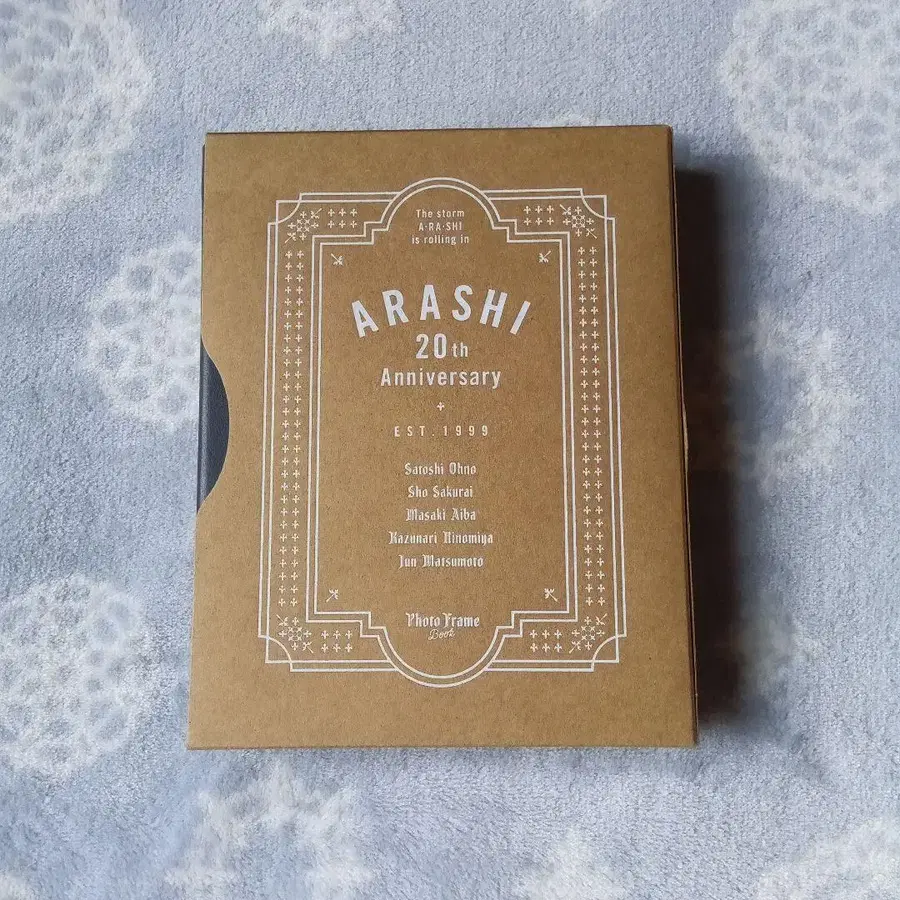 The storm
A·RA·SHI
is rolling in
ARASHI
20th
Anniversary
EST.1999
Satoshi Ohno
Sho Sakurai
Masaki Aiba
Kazunari Ninomiya
Jun Matsumoto
Photo Frame
Book